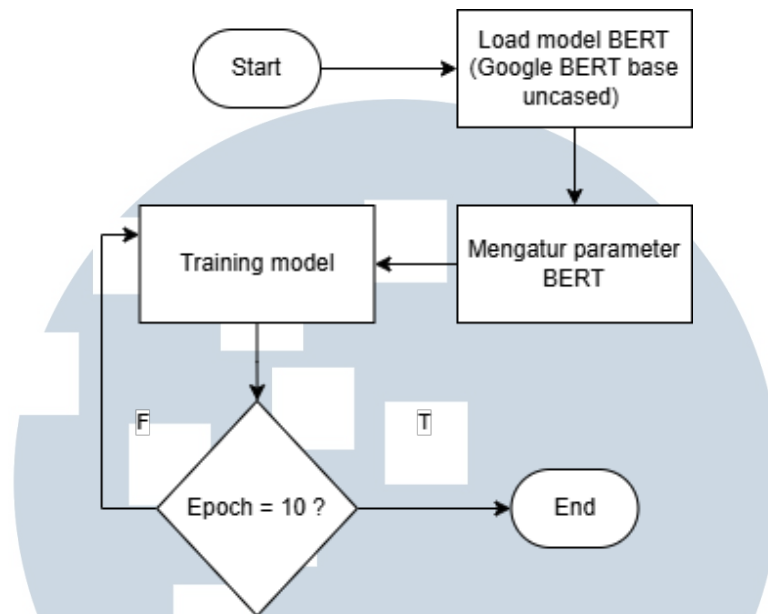 Start
Load model BERT
(Google BERT base
uncased)
Training model
Mengatur parameter
BERT
F
T
Epoch = 10 ?
End